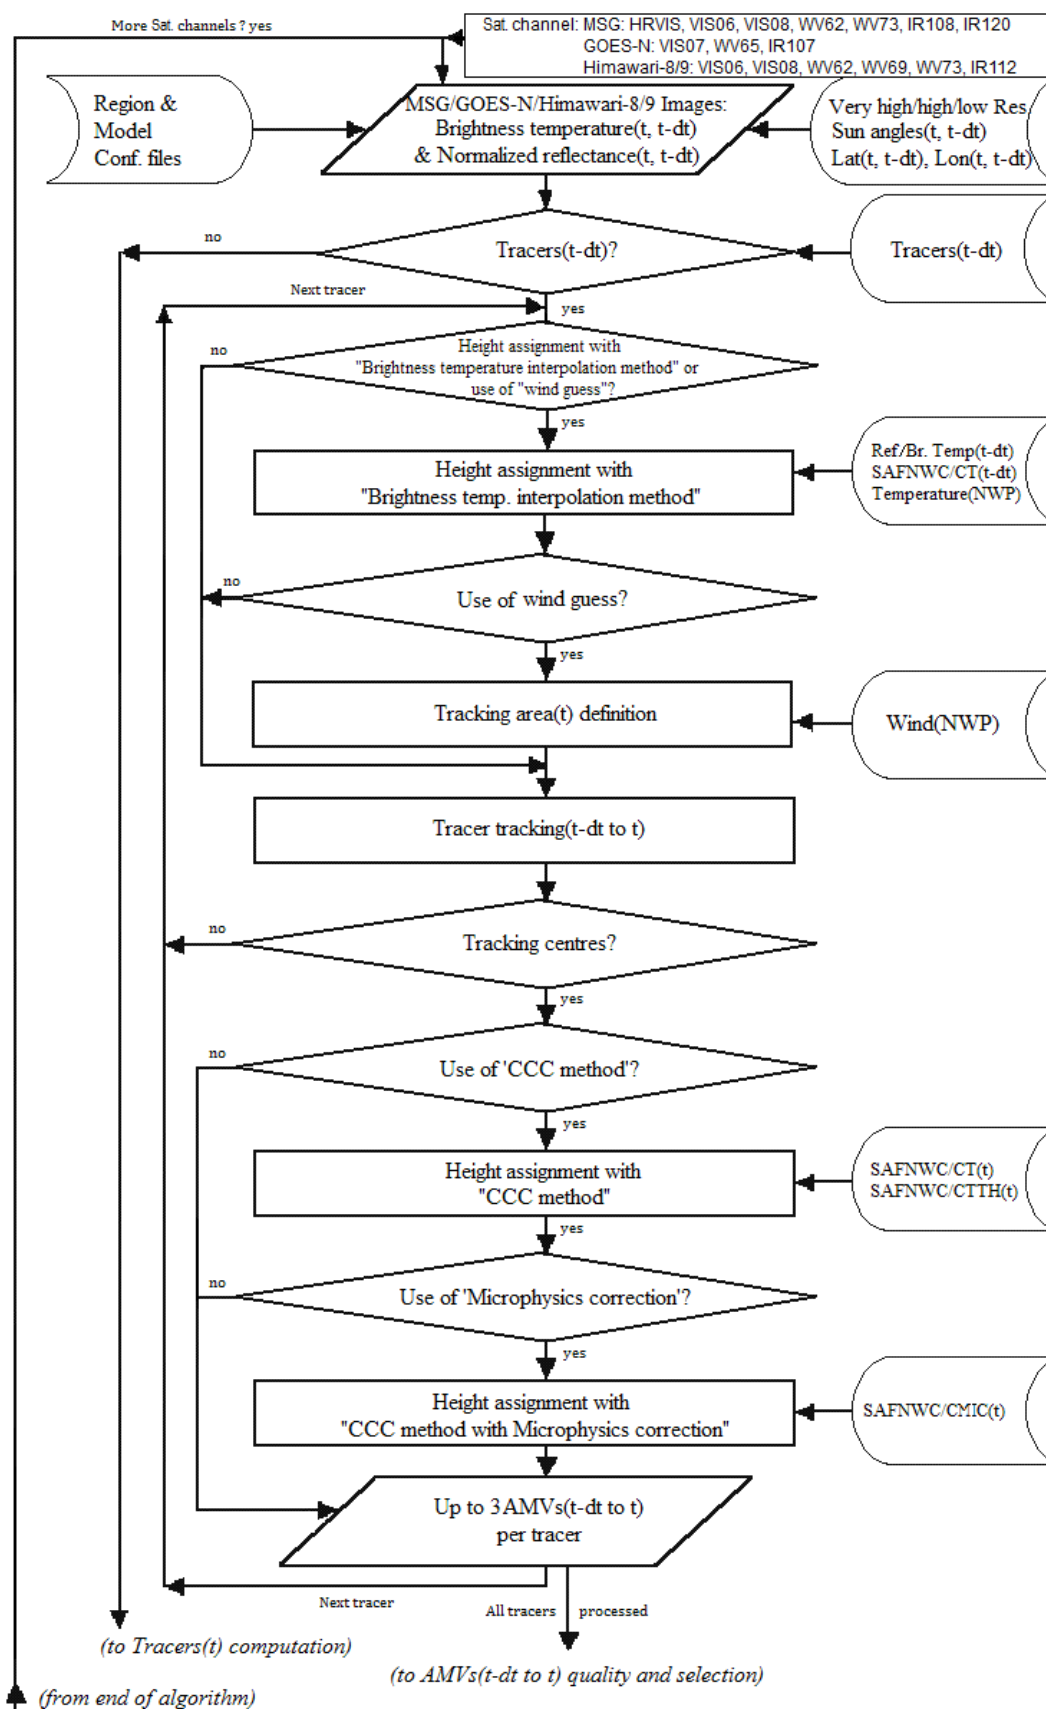 More Sat. channels ? yes
Sat. channel: MSG: HRVIS, VIS06, VIS08, WV62, WV73, IR108, IR120
GOES-N: VIS07, WV65, IR107
Himawari-8/9: VIS06, VIS08, WV62, WV69, WV73, IR112
Region &
Model
Conf. files
MSG/GOES-N/Himawari-8/9 Images:
Brightness temperature(t, t-dt)
& Normalized reflectance(t, t-dt)
Very high/high/low Res
Sun angles(t, t-dt)
Lat(t, t-dt), Lon(t, t-dt)
no
Tracers(t-dt)?
Tracers(t-dt)
Next tracer
yes
no
Height assignment with
"Brightness temperature interpolation method" or
use of "wind guess"?
yes
Height assignment with
"Brightness temp. interpolation method"
Ref/Br. Temp(t-dt)
SAFNWC/CT(t-dt)
Temperature(NWP)
no
Use of wind guess?
yes
Tracking area(t) definition
Wind(NWP)
Tracer tracking(t-dt to t)
no
Tracking centres?
yes
no
Use of 'CCC method'?
yes
Height assignment with
"CCC method"
SAFNWC/CT(t)
SAFNWC/CTTH(t)
yes
no
Use of 'Microphysics correction'?
yes
Height assignment with
"CCC method with Microphysics correction"
SAFNWC/CMIC(t)
Up to 3AMVs(t-dt to t)
per tracer
Next tracer
All tracers processed
(to Tracers(t) computation)
(to AMVs(t-dt to t) quality and selection)
(from end of algorithm)